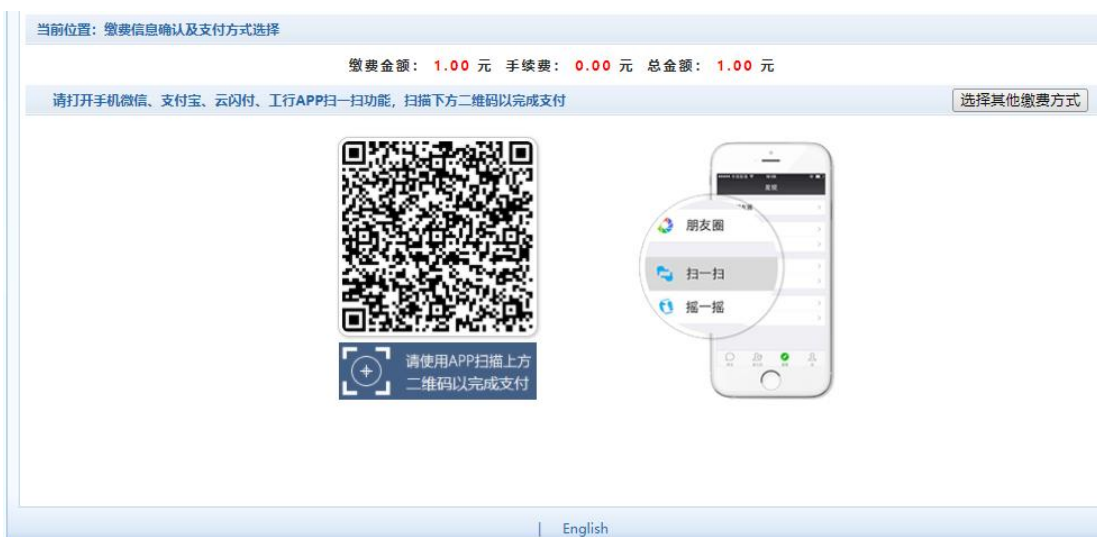 当前位置：缴费信息确认及支付方式选择
缴费金额： 1.00 元 手续费： 0.00 元 总金额： 1.00 元
请打开手机微信、支付宝、云闪付、工行APP扫一扫功能，扫描下方二维码以完成支付
选择其他缴费方式
发现
朋友圈
扫一扫
摇一摇
请使用APP扫描上方
二维码以完成支付
| English